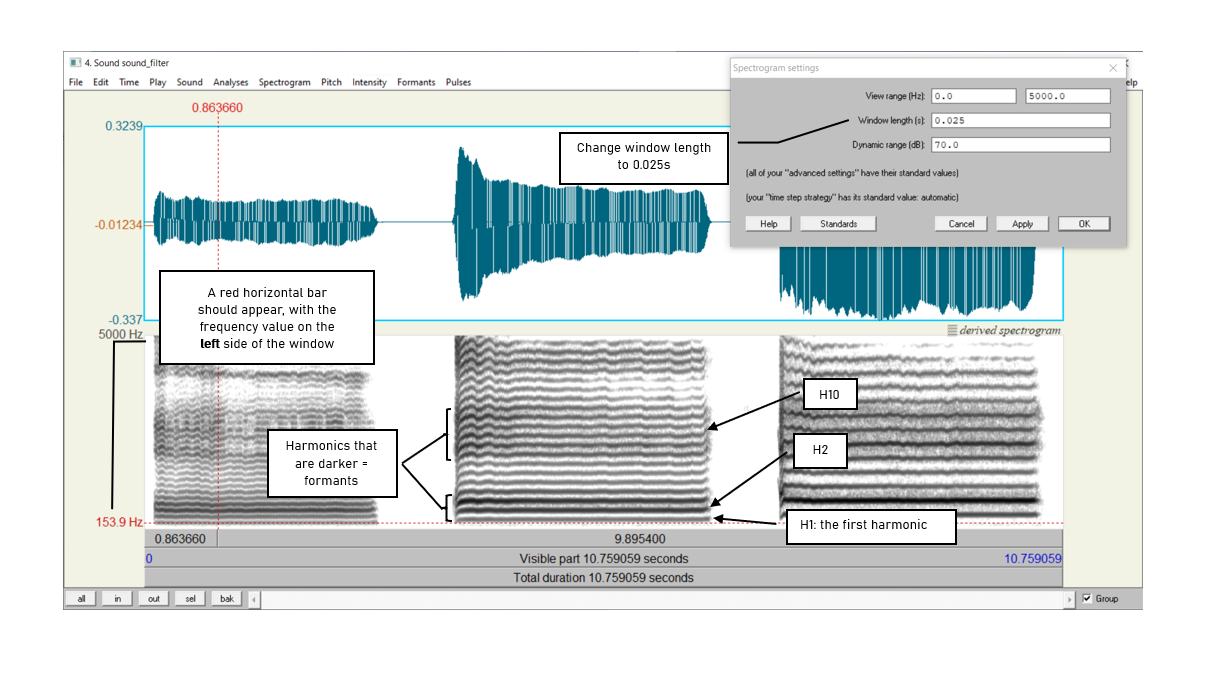 4. Sound sound_filter
File Edit Time Play Sound Analyses Spectrogram Pitch Intensity Formants Pulses
elp
Spectrogram settings
View range (Hz): 0.0 5000.0
Window length (s): 0.025
Dynamic range (dB): 70.0
(all of your "advanced settings" have their standard values)
(your "time step strategy" has its standard value: automatic)
Help Standards Cancel Apply OK
0.863660
0.3239
-0.01234
-0.337
5000 Hz
153.9 Hz
Change window length
to 0.025s
A red horizontal bar
should appear, with the
frequency value on the
left side of the window
derived spectrogram
H10
Harmonics that
are darker =
formants
H2
H1: the first harmonic
0.863660 9.895400
0 Visible part 10.759059 seconds 10.759059
Total duration 10.759059 seconds
all in out sel bak Group